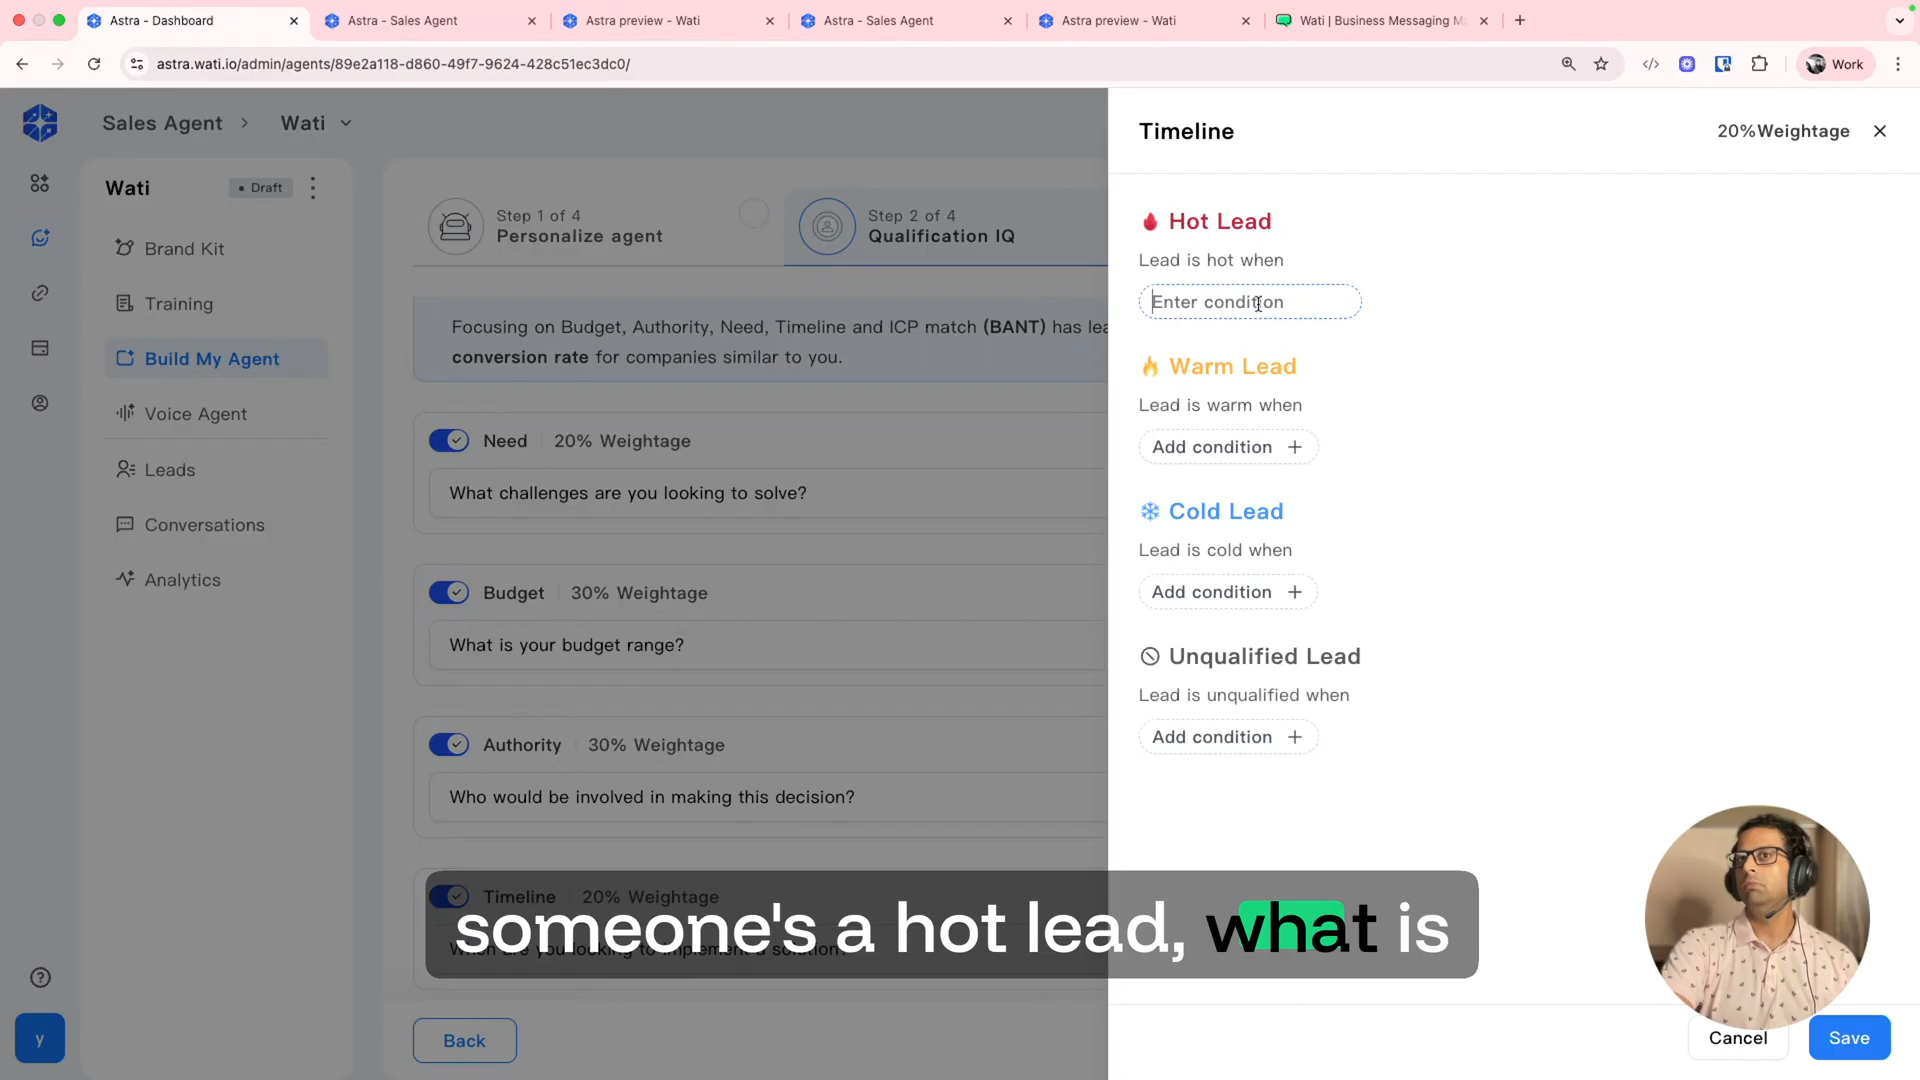 Astra - Dashboard
Astra - Sales Agent
Astra preview - Wati
Astra - Sales Agent
Astra preview - Wati
Wati | Business Messaging M
astra.wati.io/admin/agents/89e2a118-d860-49f7-9624-428c51ec3dc0/
Work
Sales Agent
Wati
Wati
Draft
Brand Kit
Training
Build My Agent
Voice Agent
Leads
Conversations
Analytics
y
Step 1 of 4
Personalize agent
Step 2 of 4
Qualification IQ
Focusing on Budget, Authority, Need, Timeline and ICP match (BANT) has lea
conversion rate for companies similar to you.
Need
20% Weightage
What challenges are you looking to solve?
Budget
30% Weightage
What is your budget range?
Authority
30% Weightage
Who would be involved in making this decision?
Timeline
20% Weightage
When are you looking to implement a solution?
Back
Timeline
20%Weightage
Hot Lead
Lead is hot when
Enter condition
Warm Lead
Lead is warm when
Add condition +
Cold Lead
Lead is cold when
Add condition +
Unqualified Lead
Lead is unqualified when
Add condition +
Cancel
Save
someone's a hot lead, what is